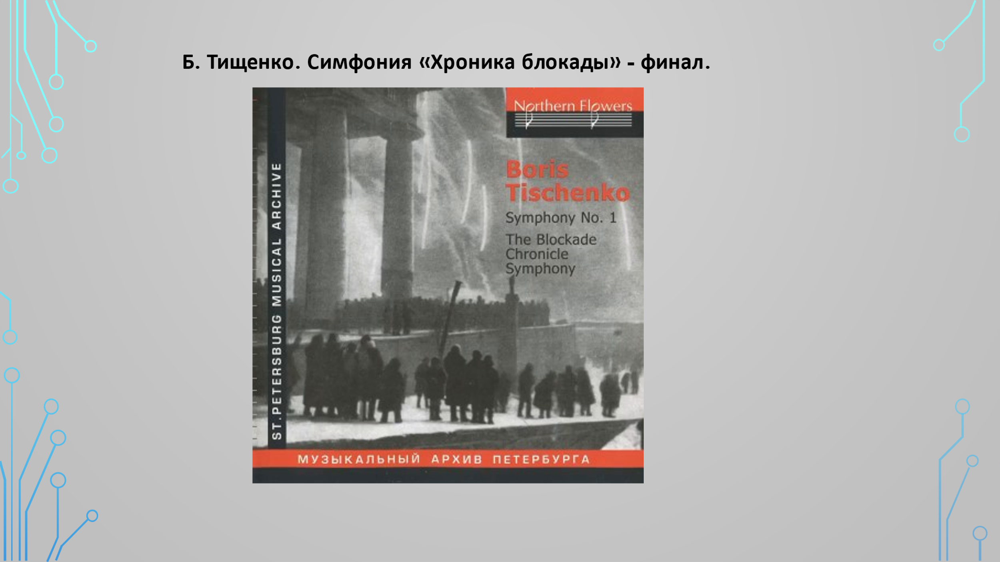 Б. Тищенко. Симфония «Хроника блокады» - финал.
Northern Flowers
Boris
Tischenko
Symphony No. 1
The Blockade
Chronicle
Symphony
ST.PETERSBURG MUSICAL ARCHIVE
МУЗЫКАЛЬНЫЙ АРХИВ ПЕТЕРБУРГА